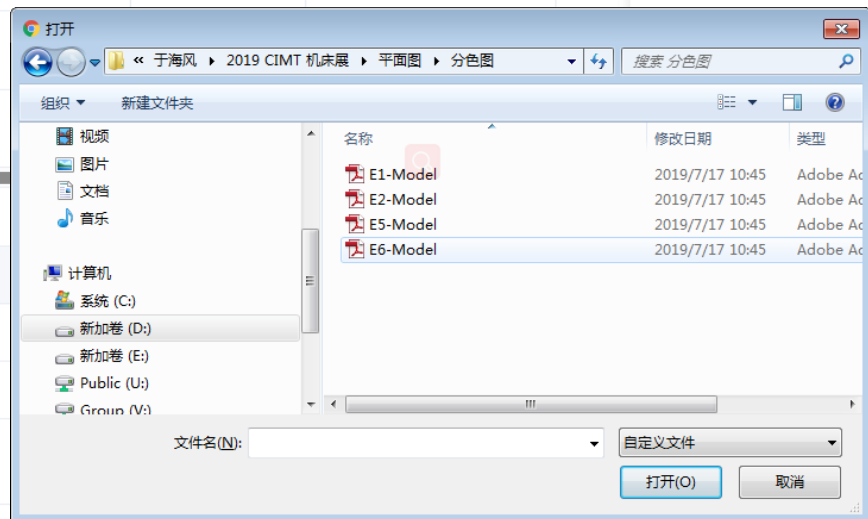 打开
« 于海风 ▸ 2019 CIMT 机床展 ▸ 平面图 ▸ 分色图
搜索 分色图
组织 新建文件夹
视频
图片
文档
音乐
计算机
系统 (C:)
新加卷 (D:)
新加卷 (E:)
Public (U:)
Group (V:)
名称 修改日期 类型
E1-Model 2019/7/17 10:45 Adobe Ac
E2-Model 2019/7/17 10:45 Adobe Ac
E5-Model 2019/7/17 10:45 Adobe Ac
E6-Model 2019/7/17 10:45 Adobe Ac
文件名(N): 自定义文件
打开(O) 取消